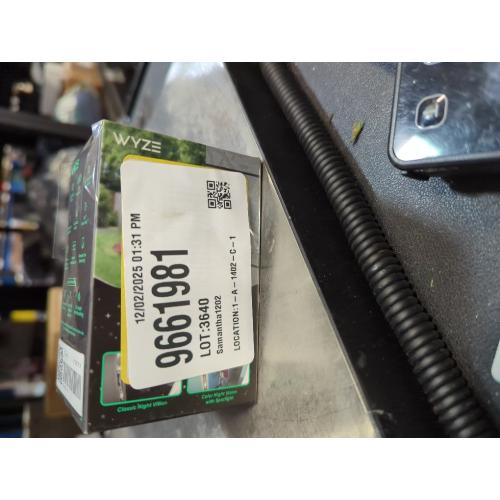 WYZE
12/02/2025 01:31 PM
9661981
LOT:3640
Samantha1202
LOCATION:1-A-1402-C-1
Classic Night Vision
Color Night Vision
with Spotlight